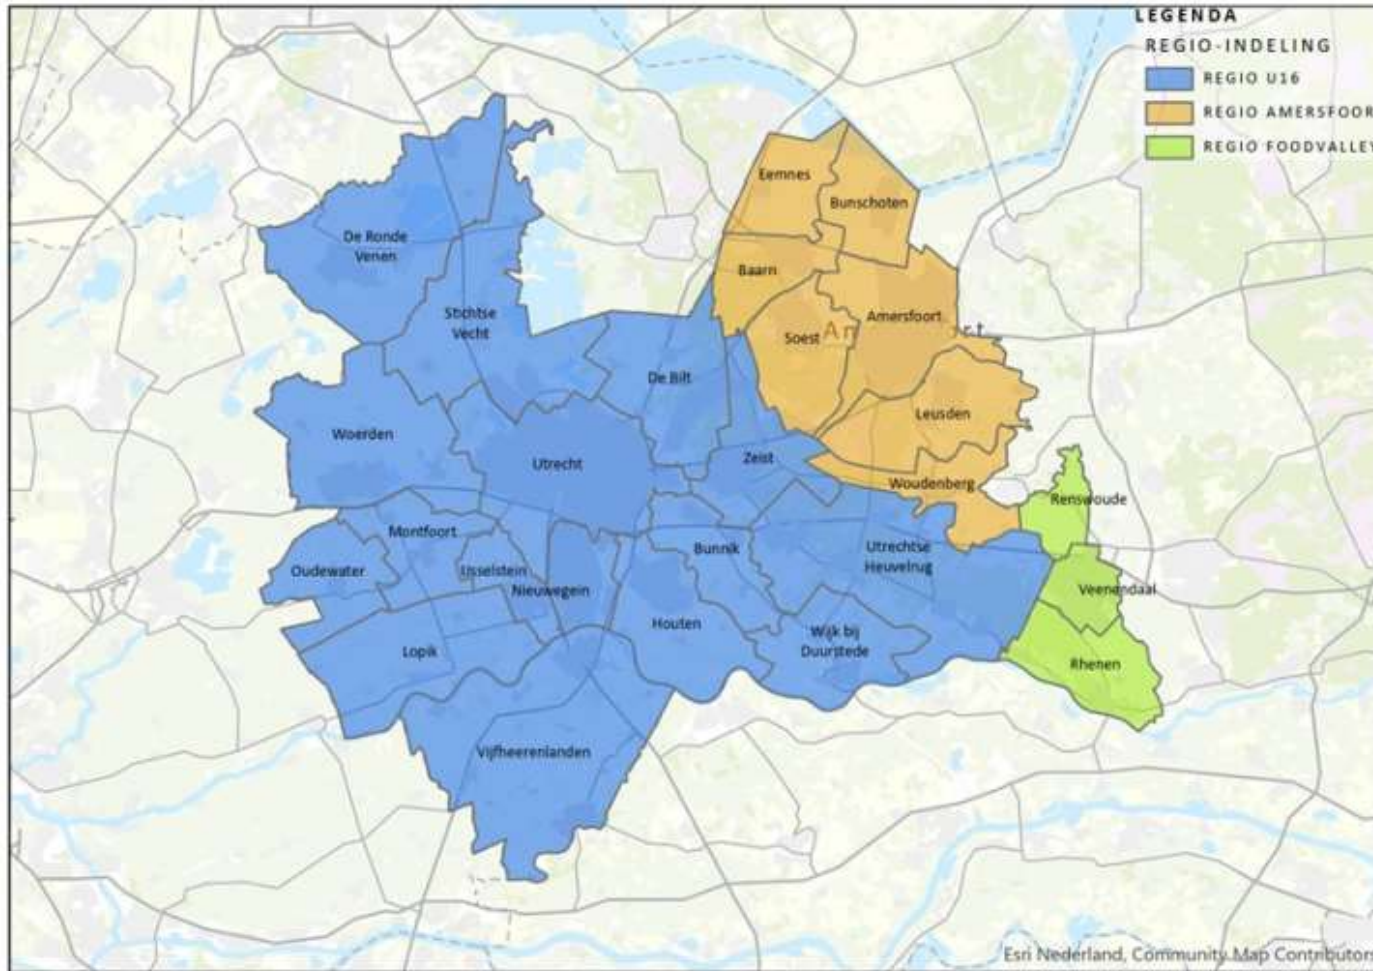 LEGENDA
REGIO-INDELING
REGIO U16
REGIO AMERSFOOR
REGIO FOODVALLEY
Eemnes
Bunschoten
De Ronde
Venen
Baarn
Stichtse
Vecht
Amersfoort
Soest
De Bilt
Leusden
Woerden
Utrecht
Zeist
Woudenberg
Renswoude
Montfoort
Bunnik
Utrechtse
Heuvelrug
Oudewater
IJsselstein
Nieuwegein
Veenendaal
Houten
Wijk bij
Duurstede
Lopik
Rhenen
Vijfheerenlanden
Esri Nederland, Community Map Contributors